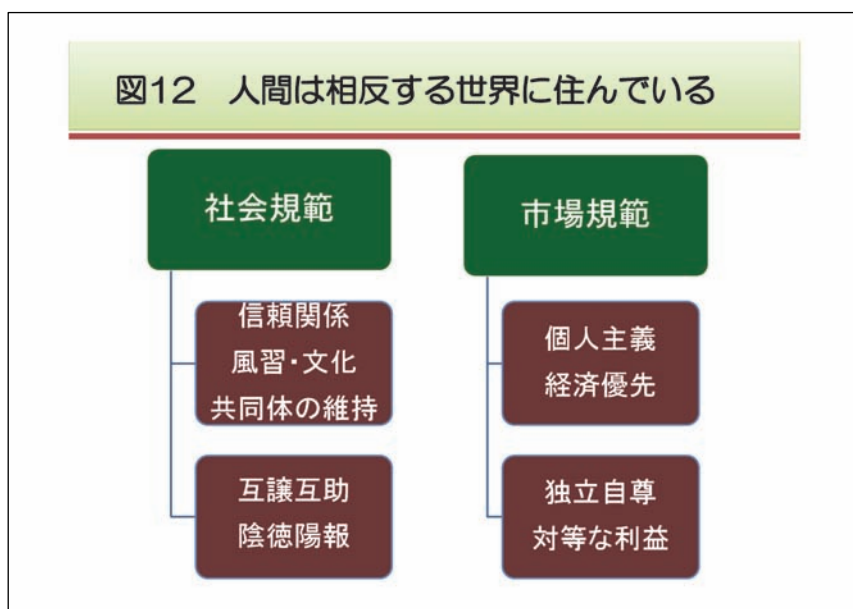 図12 人間は相反する世界に住んでいる
社会規範
信頼関係
風習・文化
共同体の維持
互譲互助
陰徳陽報
市場規範
個人主義
経済優先
独立自尊
対等な利益